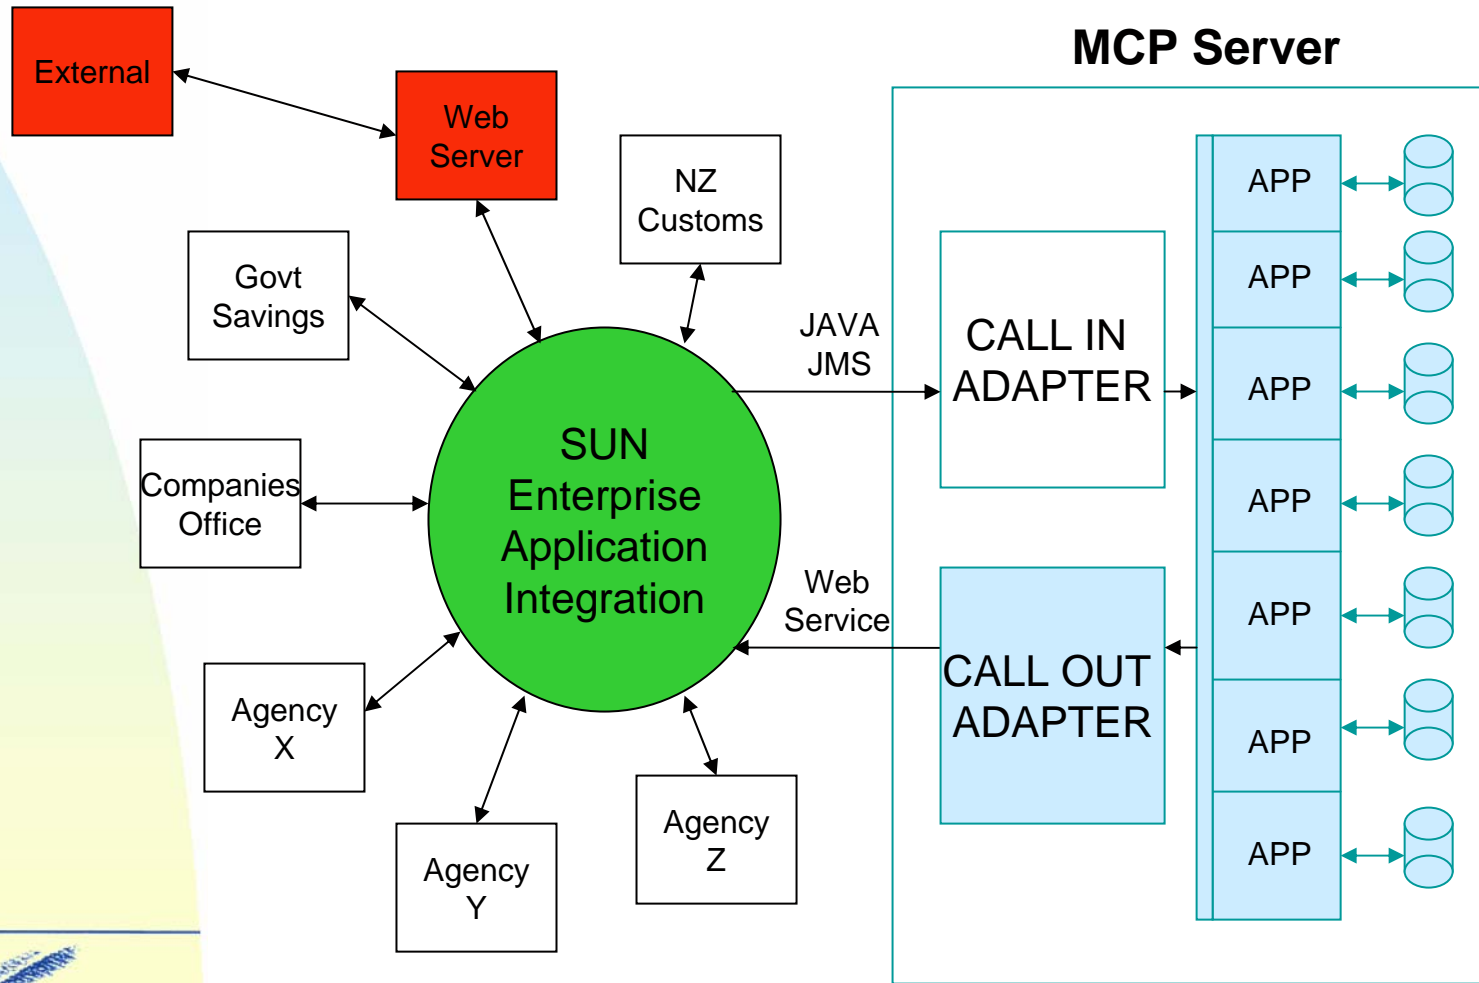 MCP Server
External
Web
Server
NZ
Customs
Govt
Savings
Companies
Office
Agency
X
Agency
Y
Agency
Z
SUN
Enterprise
Application
Integration
JAVA
JMS
Web
Service
CALL IN
ADAPTER
CALL OUT
ADAPTER
APP
APP
APP
APP
APP
APP
APP